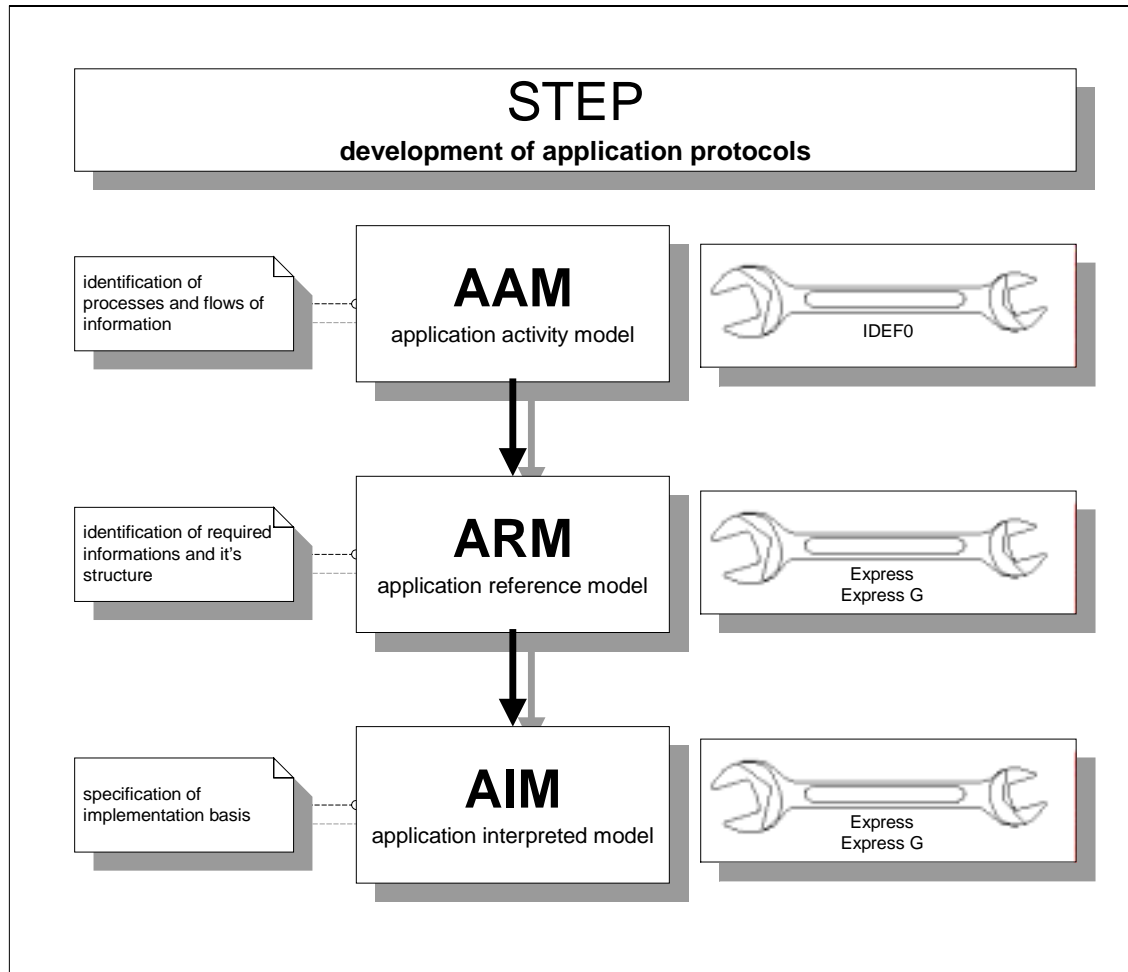 STEP
development of application protocols
identification of
processes and flows of
information
AAM
application activity model
IDEF0
identification of required
informations and it's
structure
ARM
application reference model
Express
Express G
specification of
implementation basis
AIM
application interpreted model
Express
Express G